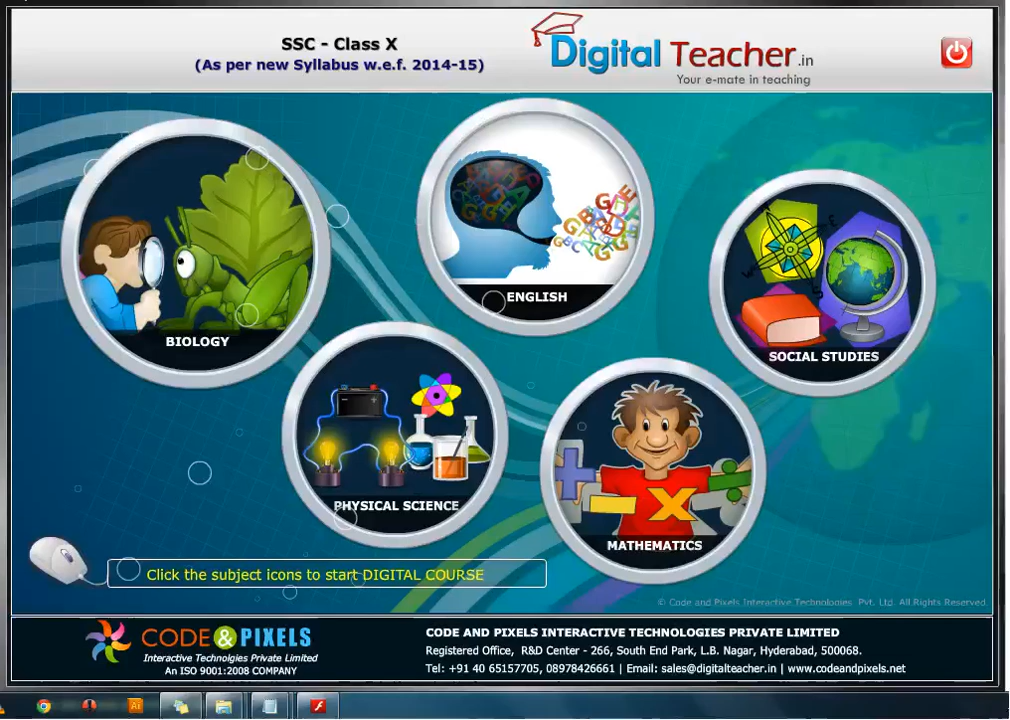 SSC - Class X
(As per new Syllabus w.e.f. 2014-15)
Digital Teacher.in
Your e-mate in teaching
BIOLOGY
ENGLISH
SOCIAL STUDIES
PHYSICAL SCIENCE
MATHEMATICS
Click the subject icons to start DIGITAL COURSE
© Code and Pixels Interactive Technologies Pvt. Ltd. All Rights Reserved.
CODE & PIXELS
Interactive Technolgies Private Limited
An ISO 9001:2008 COMPANY
CODE AND PIXELS INTERACTIVE TECHNOLOGIES PRIVATE LIMITED
Registered Office, R&D Center - 266, South End Park, L.B. Nagar, Hyderabad, 500068.
Tel: +91 40 65157705, 08978426661 | Email: sales@digitalteacher.in | www.codeandpixels.net
Ai